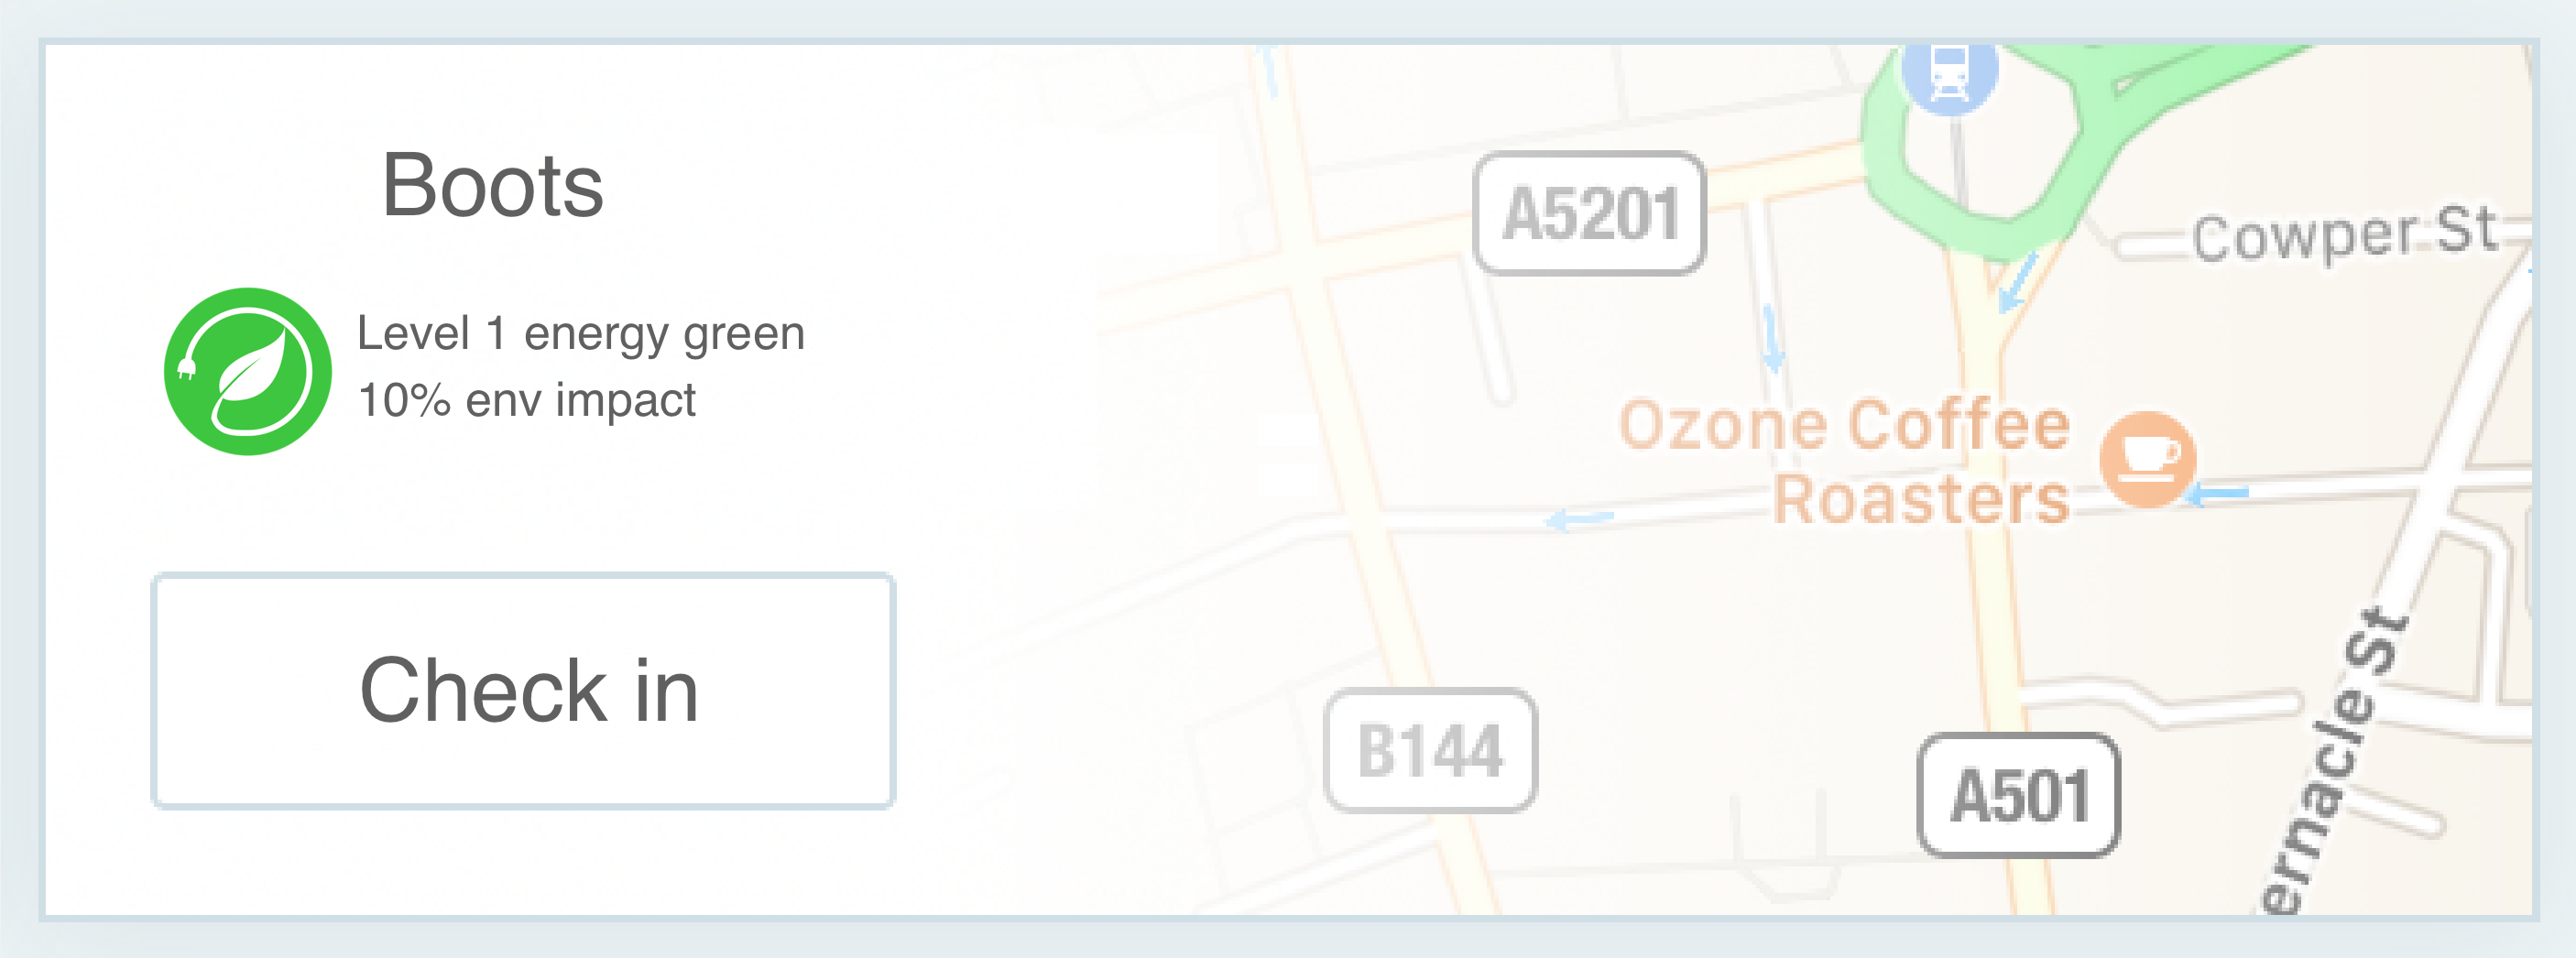 Boots
Level 1 energy green
10% env impact
Check in
A5201
Cowper St
Ozone Coffee
Roasters
B144
A501
ernacle St